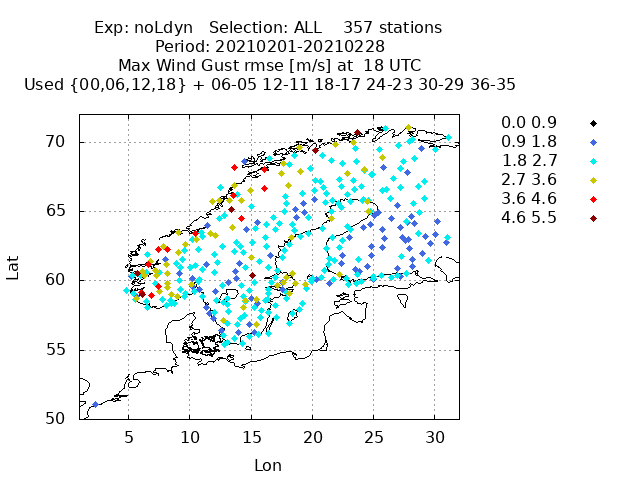 Exp: noLdyn   Selection: ALL    357 stations
Period: 20210201-20210228
Max Wind Gust rmse [m/s] at  18 UTC
Used {00,06,12,18} + 06-05 12-11 18-17 24-23 30-29 36-35
0.0 0.9
0.9 1.8
1.8 2.7
2.7 3.6
3.6 4.6
4.6 5.5
70
65
60
55
50
Lat
5 10 15 20 25 30
Lon